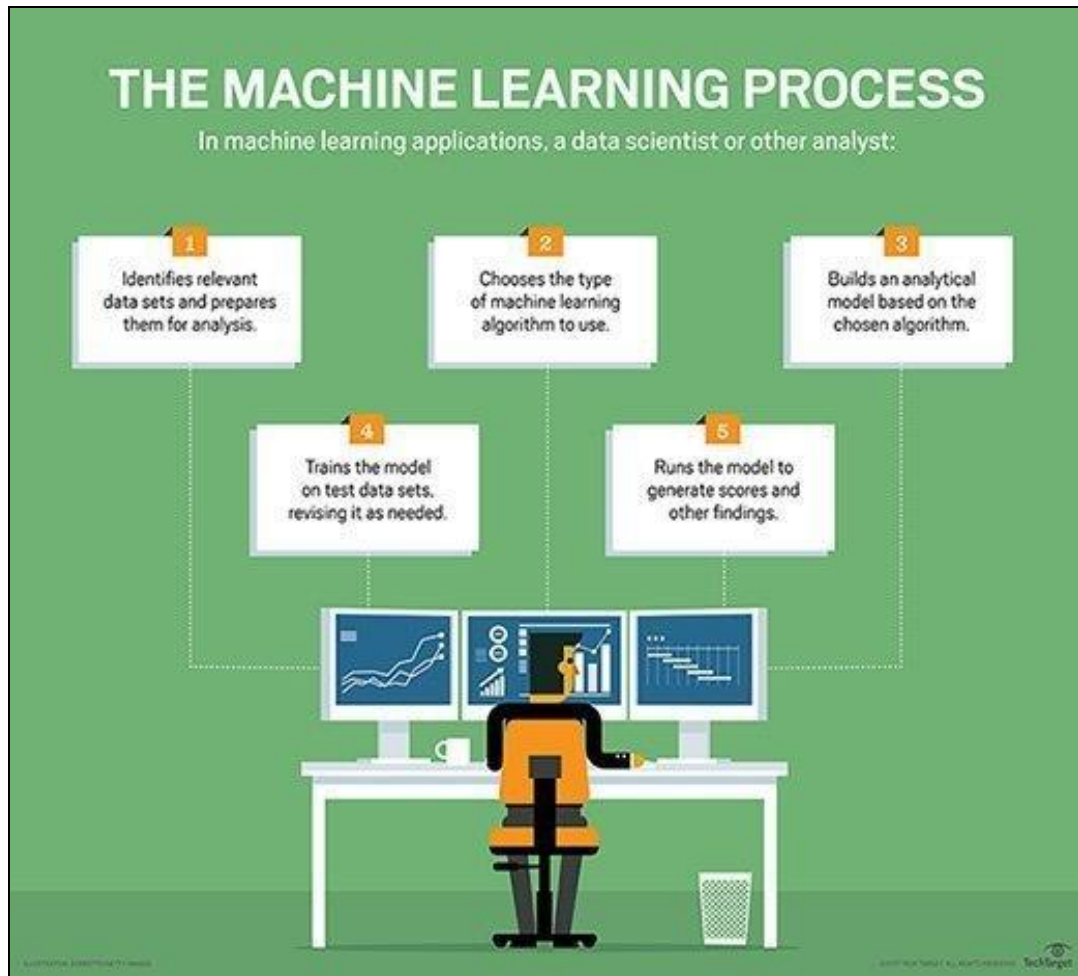 THE MACHINE LEARNING PROCESS
In machine learning applications, a data scientist or other analyst:
1
Identifies relevant
data sets and prepares
them for analysis.
2
Chooses the type
of machine learning
algorithm to use.
3
Builds an analytical
model based on the
chosen algorithm.
4
Trains the model
on test data sets,
revising it as needed.
5
Runs the model to
generate scores and
other findings.
TechTarget